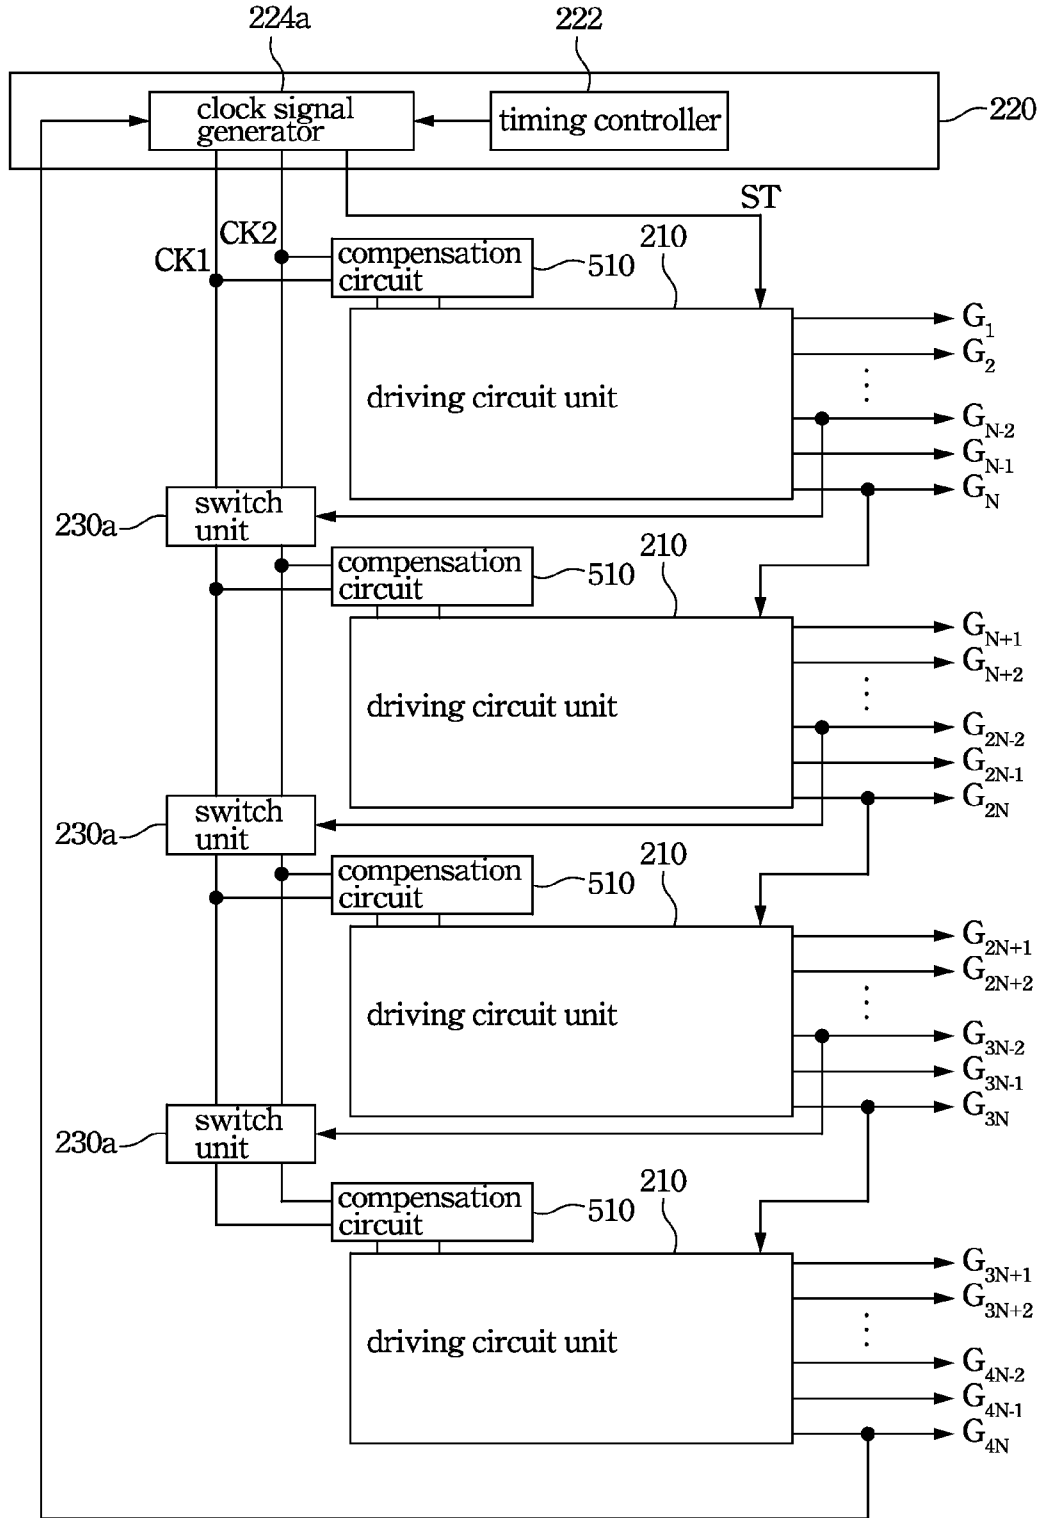 224a
222
clock signal
generator
timing controller
220
ST
CK2
CK1
compensation
circuit
510
210
driving circuit unit
G1
G2
GN-2
GN-1
GN
switch
unit
230a
compensation
circuit
510
210
driving circuit unit
GN+1
GN+2
G2N-2
G2N-1
G2N
switch
unit
230a
compensation
circuit
510
210
driving circuit unit
G2N+1
G2N+2
G3N-2
G3N-1
G3N
switch
unit
230a
compensation
circuit
510
210
driving circuit unit
G3N+1
G3N+2
G4N-2
G4N-1
G4N